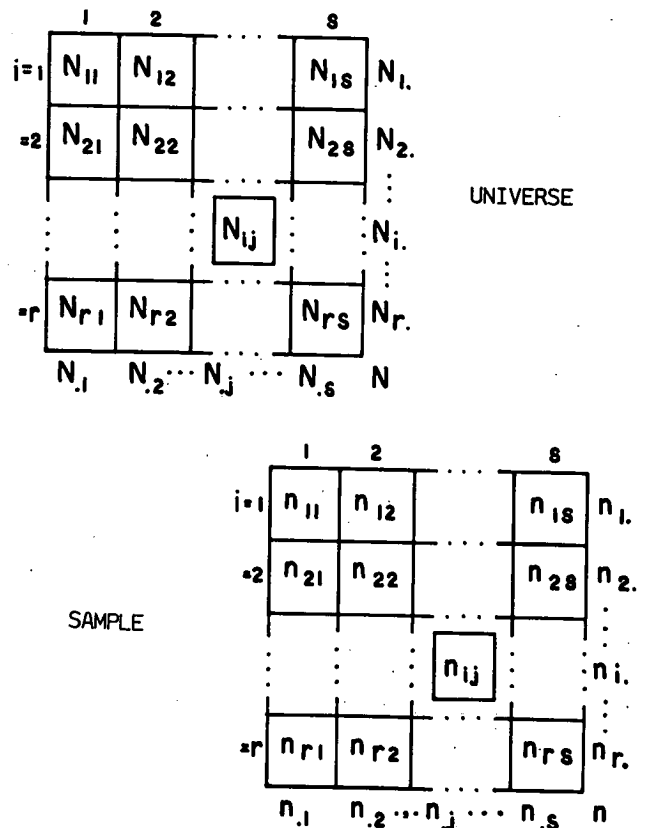 1 2 s
i=1 N11 N12 ···· N1s N1.
=2 N21 N22 ···· N2s N2.
UNIVERSE
Nij Ni.
=r Nr1 Nr2 ···· Nrs Nr.
N.1 N.2 ··· N.j ··· N.s N
1 2 s
i=1 n11 n12 ···· n1s n1.
=2 n21 n22 ···· n2s n2.
SAMPLE
nij ni.
=r nr1 nr2 ···· nrs nr.
n.1 n.2 ··· n.j ··· n.s n